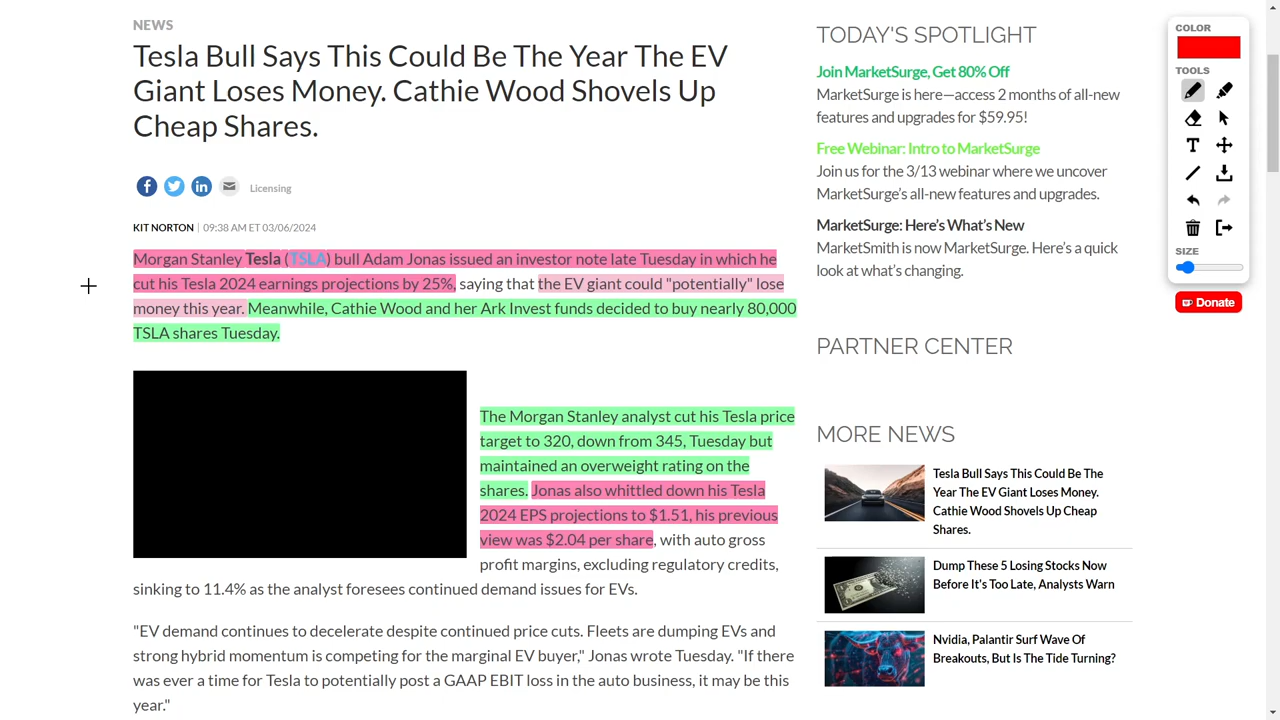 NEWS
Tesla Bull Says This Could Be The Year The EV
Giant Loses Money. Cathie Wood Shovels Up
Cheap Shares.
Licensing
KIT NORTON | 09:38 AM ET 03/06/2024
Morgan Stanley Tesla (TSLA) bull Adam Jonas issued an investor note late Tuesday in which he
cut his Tesla 2024 earnings projections by 25%, saying that the EV giant could "potentially" lose
money this year. Meanwhile, Cathie Wood and her Ark Invest funds decided to buy nearly 80,000
TSLA shares Tuesday.
The Morgan Stanley analyst cut his Tesla price
target to 320, down from 345, Tuesday but
maintained an overweight rating on the
shares. Jonas also whittled down his Tesla
2024 EPS projections to $1.51, his previous
view was $2.04 per share, with auto gross
profit margins, excluding regulatory credits,
sinking to 11.4% as the analyst foresees continued demand issues for EVs.
"EV demand continues to decelerate despite continued price cuts. Fleets are dumping EVs and
strong hybrid momentum is competing for the marginal EV buyer," Jonas wrote Tuesday. "If there
was ever a time for Tesla to potentially post a GAAP EBIT loss in the auto business, it may be this
year."
TODAY'S SPOTLIGHT
Join MarketSurge, Get 80% Off
MarketSurge is here—access 2 months of all-new
features and upgrades for $59.95!
Free Webinar: Intro to MarketSurge
Join us for the 3/13 webinar where we uncover
MarketSurge’s all-new features and upgrades.
MarketSurge: Here’s What’s New
MarketSmith is now MarketSurge. Here’s a quick
look at what’s changing.
PARTNER CENTER
MORE NEWS
Tesla Bull Says This Could Be The
Year The EV Giant Loses Money.
Cathie Wood Shovels Up Cheap
Shares.
Dump These 5 Losing Stocks Now
Before It's Too Late, Analysts Warn
Nvidia, Palantir Surf Wave Of
Breakouts, But Is The Tide Turning?
COLOR
TOOLS
T
SIZE
Donate